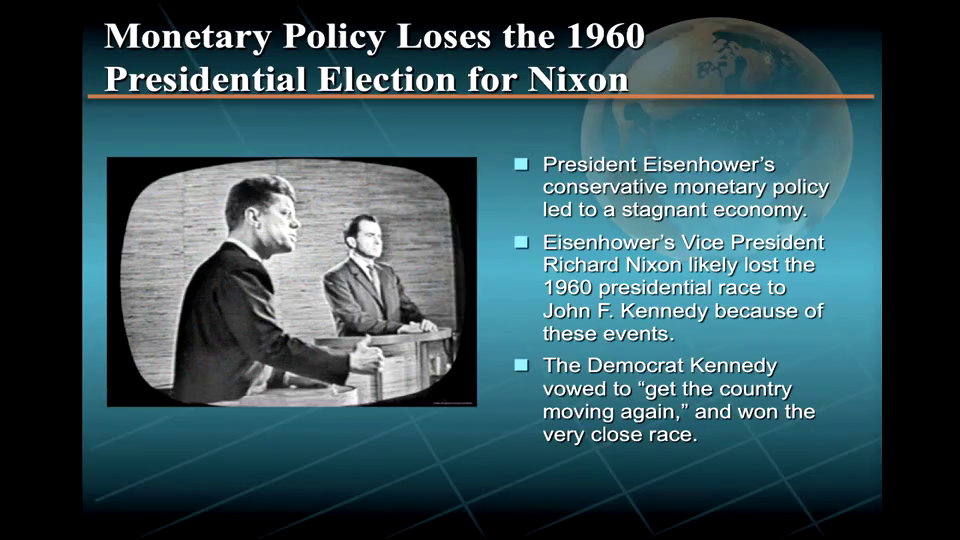 Monetary Policy Loses the 1960
Presidential Election for Nixon
■ President Eisenhower’s
conservative monetary policy
led to a stagnant economy.
■ Eisenhower’s Vice President
Richard Nixon likely lost the
1960 presidential race to
John F. Kennedy because of
these events.
■ The Democrat Kennedy
vowed to “get the country
moving again,” and won the
very close race.